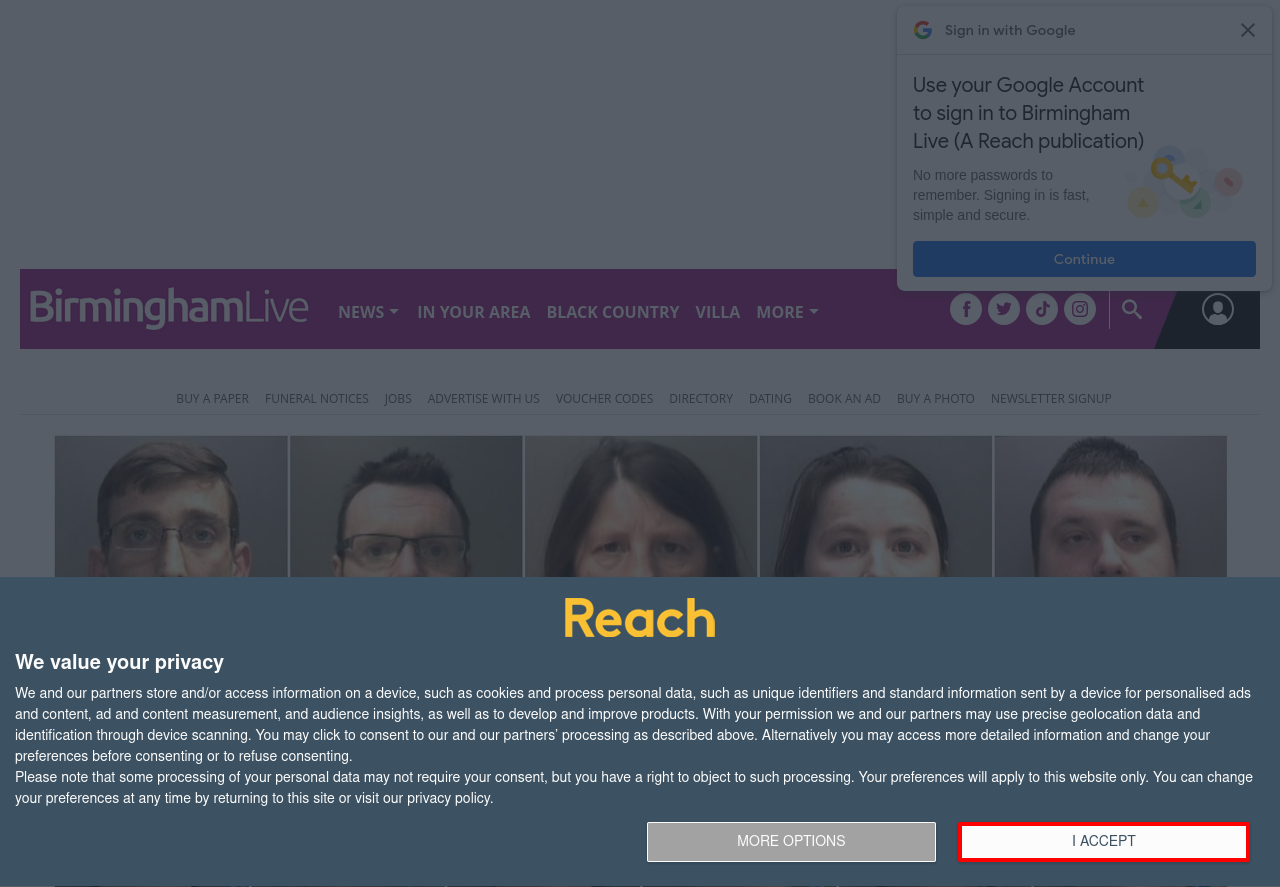 Sign in with Google
Use your Google Account
to sign in to Birmingham
Live (A Reach publication)
No more passwords to
remember. Signing in is fast,
simple and secure.
Continue
BirminghamLive NEWS IN YOUR AREA BLACK COUNTRY VILLA MORE
BUY A PAPER FUNERAL NOTICES JOBS ADVERTISE WITH US VOUCHER CODES DIRECTORY DATING BOOK AN AD BUY A PHOTO NEWSLETTER SIGNUP
Reach
We value your privacy
We and our partners store and/or access information on a device, such as cookies and process personal data, such as unique identifiers and standard information sent by a device for personalised ads
and content, ad and content measurement, and audience insights, as well as to develop and improve products. With your permission we and our partners may use precise geolocation data and
identification through device scanning. You may click to consent to our and our partners’ processing as described above. Alternatively you may access more detailed information and change your
preferences before consenting or to refuse consenting.
Please note that some processing of your personal data may not require your consent, but you have a right to object to such processing. Your preferences will apply to this website only. You can change
your preferences at any time by returning to this site or visit our privacy policy.
MORE OPTIONS I ACCEPT